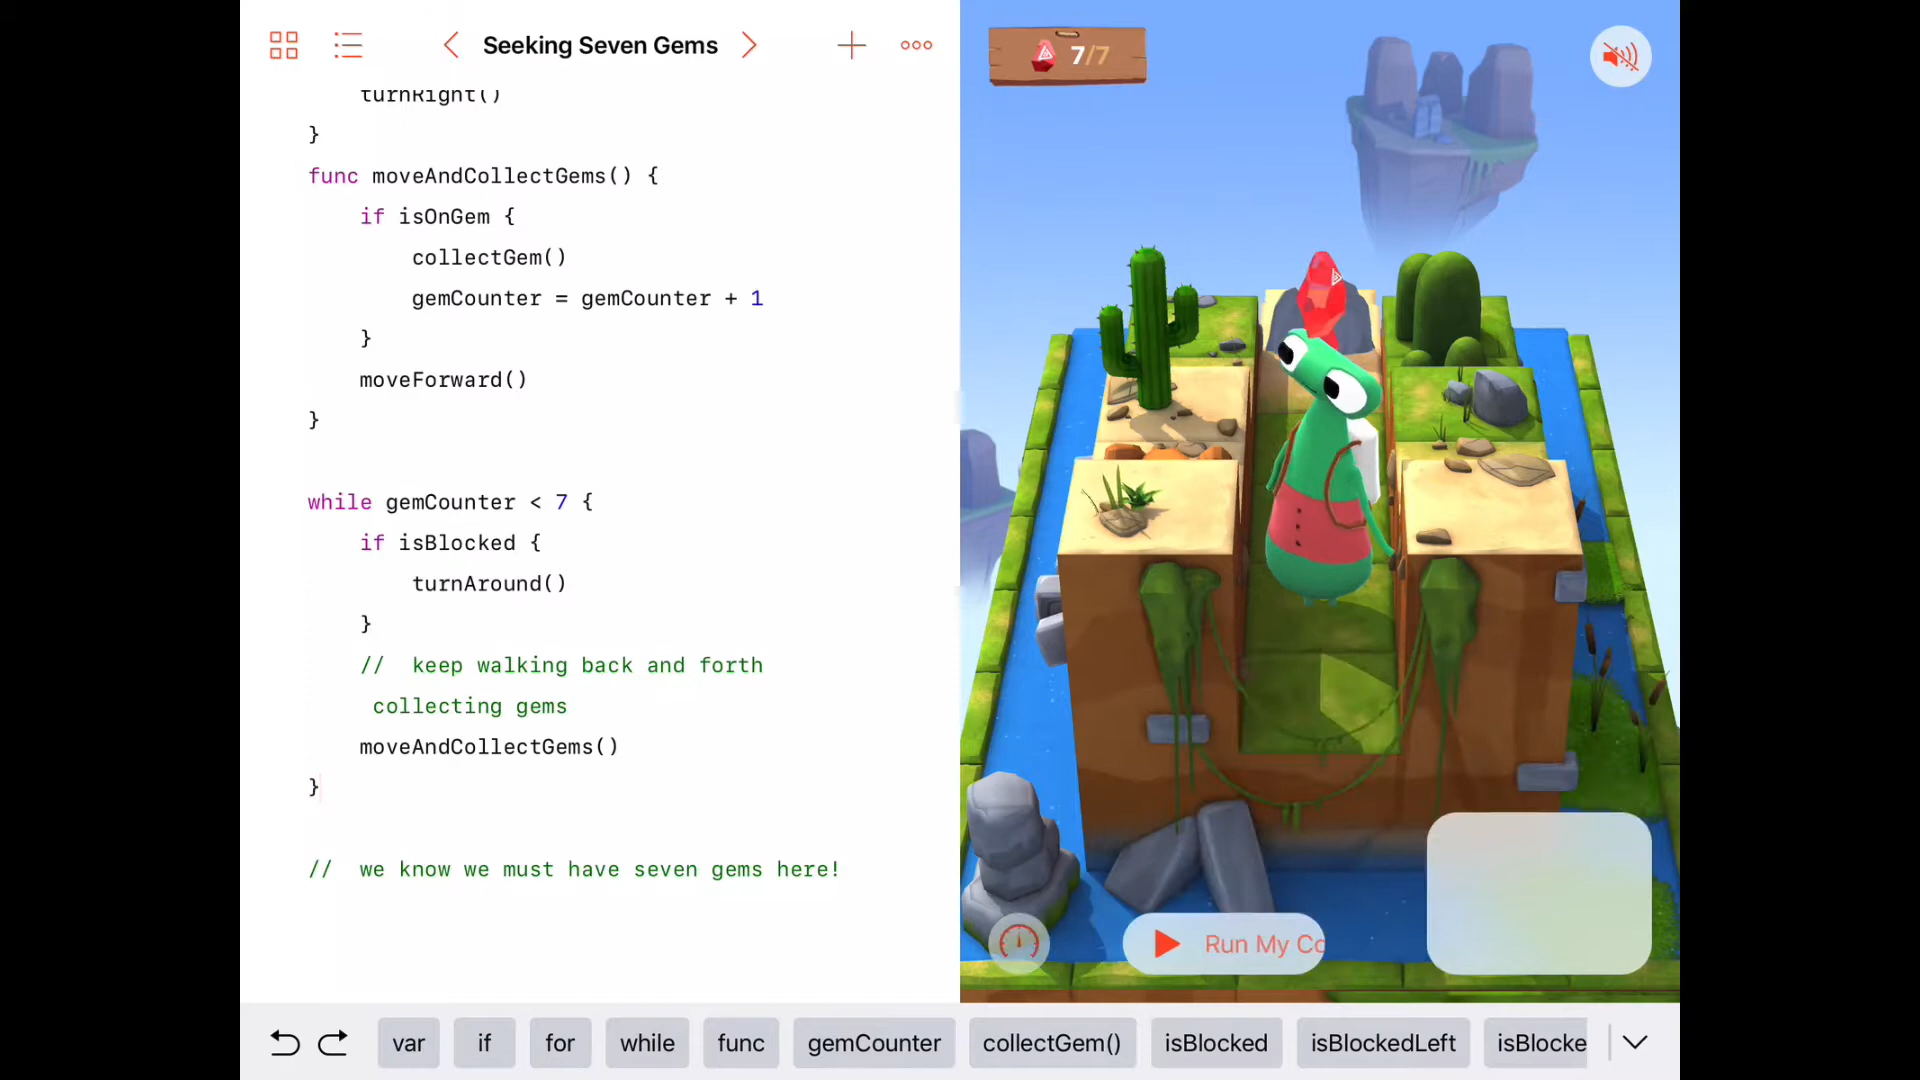 Seeking Seven Gems
turnRight()
}
func moveAndCollectGems() {
if isOnGem {
collectGem()
gemCounter = gemCounter + 1
}
moveForward()
}
while gemCounter < 7 {
if isBlocked {
turnAround()
}
// keep walking back and forth
collecting gems
moveAndCollectGems()
}
// we know we must have seven gems here!
7/7
Run My Co
var if for while func gemCounter collectGem() isBlocked isBlockedLeft isBlocke